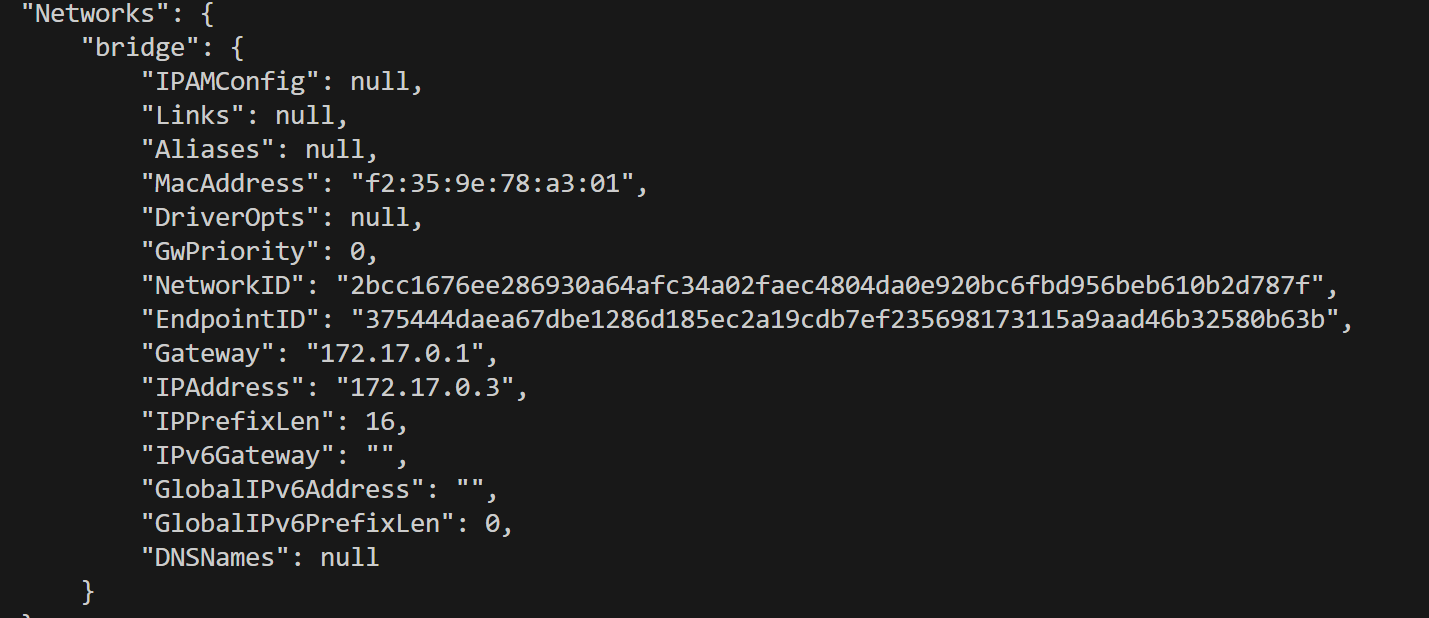 "Networks": {
"bridge": {
"IPAMConfig": null,
"Links": null,
"Aliases": null,
"MacAddress": "f2:35:9e:78:a3:01",
"DriverOpts": null,
"GwPriority": 0,
"NetworkID": "2bcc1676ee286930a64afc34a02faec4804da0e920bc6fbd956beb610b2d787f",
"EndpointID": "375444daea67dbe1286d185ec2a19cdb7ef235698173115a9aad46b32580b63b",
"Gateway": "172.17.0.1",
"IPAddress": "172.17.0.3",
"IPPrefixLen": 16,
"IPv6Gateway": "",
"GlobalIPv6Address": "",
"GlobalIPv6PrefixLen": 0,
"DNSNames": null
}